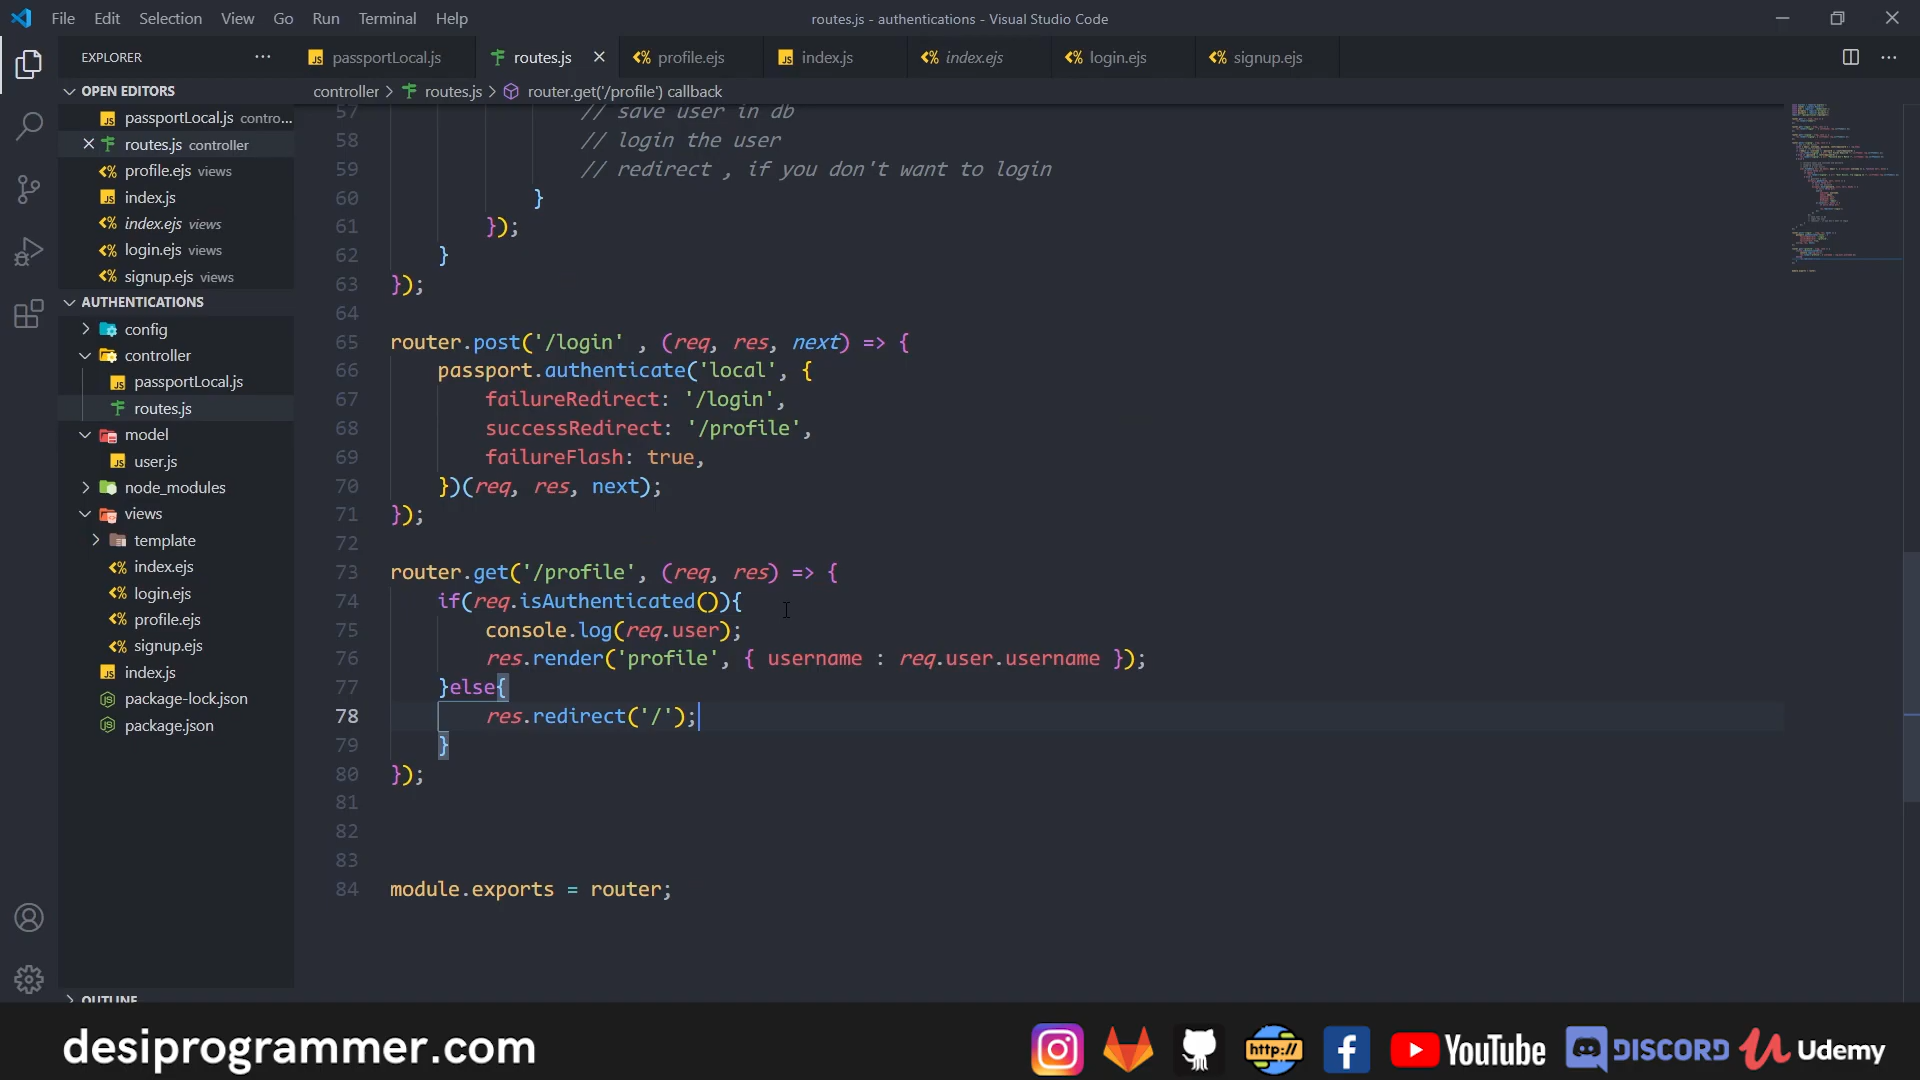 File Edit Selection View Go Run Terminal Help
routes.js - authentications - Visual Studio Code
EXPLORER
passportLocal.js
routes.js
profile.ejs
index.js
index.ejs
login.ejs
signup.ejs
controller > routes.js > router.get('/profile') callback
OPEN EDITORS
passportLocal.js contro...
routes.js controller
profile.ejs views
index.js
index.ejs views
login.ejs views
signup.ejs views
AUTHENTICATIONS
config
controller
passportLocal.js
routes.js
model
user.js
node_modules
views
template
index.ejs
login.ejs
profile.ejs
signup.ejs
index.js
package-lock.json
package.json
OUTLINE
57 // save user in db
58 // login the user
59 // redirect , if you don't want to login
60 }
61 });
62 }
63 });
64
65 router.post('/login' , (req, res, next) => {
66 passport.authenticate('local', {
67 failureRedirect: '/login',
68 successRedirect: '/profile',
69 failureFlash: true,
70 })(req, res, next);
71 });
72
73 router.get('/profile', (req, res) => {
74 if(req.isAuthenticated()){
75 console.log(req.user);
76 res.render('profile', { username : req.user.username });
77 }else{
78 res.redirect('/');
79 }
80 });
81
82
83
84 module.exports = router;
desiprogrammer.com
http://
YouTube
DISCORD
Udemy